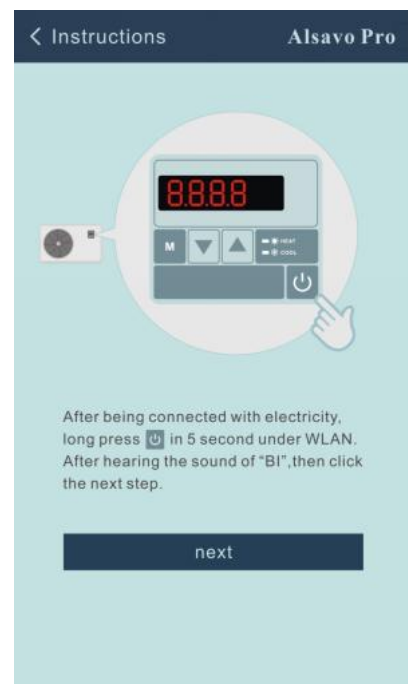 Instructions
Alsavo Pro
8.8.8.8
M
HEAT
COOL
After being connected with electricity,
long press in 5 second under WLAN.
After hearing the sound of “BI”,then click
the next step.
next